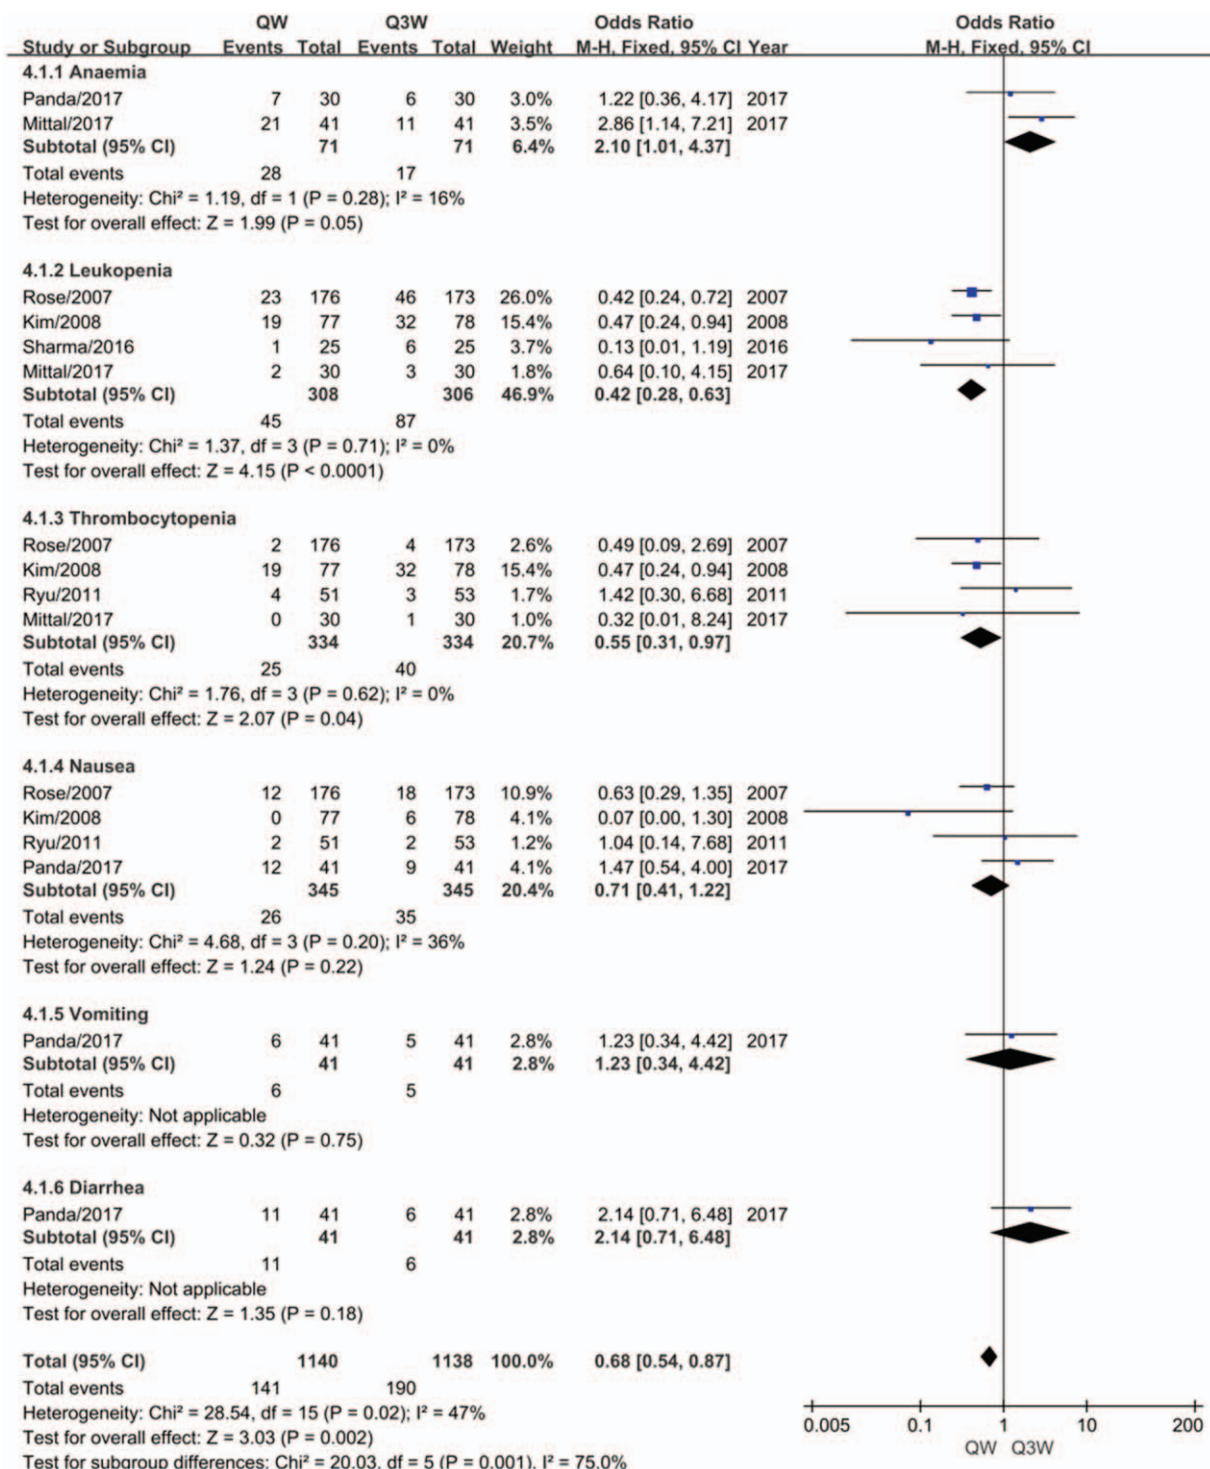 QW Q3W Odds Ratio Odds Ratio
Study or Subgroup Events Total Events Total Weight M-H, Fixed, 95% CI Year M-H, Fixed, 95% CI
4.1.1 Anaemia
Panda/2017 7 30 6 30 3.0% 1.22 [0.36, 4.17] 2017
Mittal/2017 21 41 11 41 3.5% 2.86 [1.14, 7.21] 2017
Subtotal (95% CI) 71 71 6.4% 2.10 [1.01, 4.37]
Total events 28 17
Heterogeneity: Chi² = 1.19, df = 1 (P = 0.28); I² = 16%
Test for overall effect: Z = 1.99 (P = 0.05)
4.1.2 Leukopenia
Rose/2007 23 176 46 173 26.0% 0.42 [0.24, 0.72] 2007
Kim/2008 19 77 32 78 15.4% 0.47 [0.24, 0.94] 2008
Sharma/2016 1 25 6 25 3.7% 0.13 [0.01, 1.19] 2016
Mittal/2017 2 30 3 30 1.8% 0.64 [0.10, 4.15] 2017
Subtotal (95% CI) 308 306 46.9% 0.42 [0.28, 0.63]
Total events 45 87
Heterogeneity: Chi² = 1.37, df = 3 (P = 0.71); I² = 0%
Test for overall effect: Z = 4.15 (P < 0.0001)
4.1.3 Thrombocytopenia
Rose/2007 2 176 4 173 2.6% 0.49 [0.09, 2.69] 2007
Kim/2008 19 77 32 78 15.4% 0.47 [0.24, 0.94] 2008
Ryu/2011 4 51 3 53 1.7% 1.42 [0.30, 6.68] 2011
Mittal/2017 0 30 1 30 1.0% 0.32 [0.01, 8.24] 2017
Subtotal (95% CI) 334 334 20.7% 0.55 [0.31, 0.97]
Total events 25 40
Heterogeneity: Chi² = 1.76, df = 3 (P = 0.62); I² = 0%
Test for overall effect: Z = 2.07 (P = 0.04)
4.1.4 Nausea
Rose/2007 12 176 18 173 10.9% 0.63 [0.29, 1.35] 2007
Kim/2008 0 77 6 78 4.1% 0.07 [0.00, 1.30] 2008
Ryu/2011 2 51 2 53 1.2% 1.04 [0.14, 7.68] 2011
Panda/2017 12 41 9 41 4.1% 1.47 [0.54, 4.00] 2017
Subtotal (95% CI) 345 345 20.4% 0.71 [0.41, 1.22]
Total events 26 35
Heterogeneity: Chi² = 4.68, df = 3 (P = 0.20); I² = 36%
Test for overall effect: Z = 1.24 (P = 0.22)
4.1.5 Vomiting
Panda/2017 6 41 5 41 2.8% 1.23 [0.34, 4.42] 2017
Subtotal (95% CI) 41 41 2.8% 1.23 [0.34, 4.42]
Total events 6 5
Heterogeneity: Not applicable
Test for overall effect: Z = 0.32 (P = 0.75)
4.1.6 Diarrhea
Panda/2017 11 41 6 41 2.8% 2.14 [0.71, 6.48] 2017
Subtotal (95% CI) 41 41 2.8% 2.14 [0.71, 6.48]
Total events 11 6
Heterogeneity: Not applicable
Test for overall effect: Z = 1.35 (P = 0.18)
Total (95% CI) 1140 1138 100.0% 0.68 [0.54, 0.87]
Total events 141 190
Heterogeneity: Chi² = 28.54, df = 15 (P = 0.02); I² = 47%
Test for overall effect: Z = 3.03 (P = 0.002)
Test for subgroup differences: Chi² = 20.03, df = 5 (P = 0.001), I² = 75.0%
0.005 0.1 1 10 200
QW Q3W